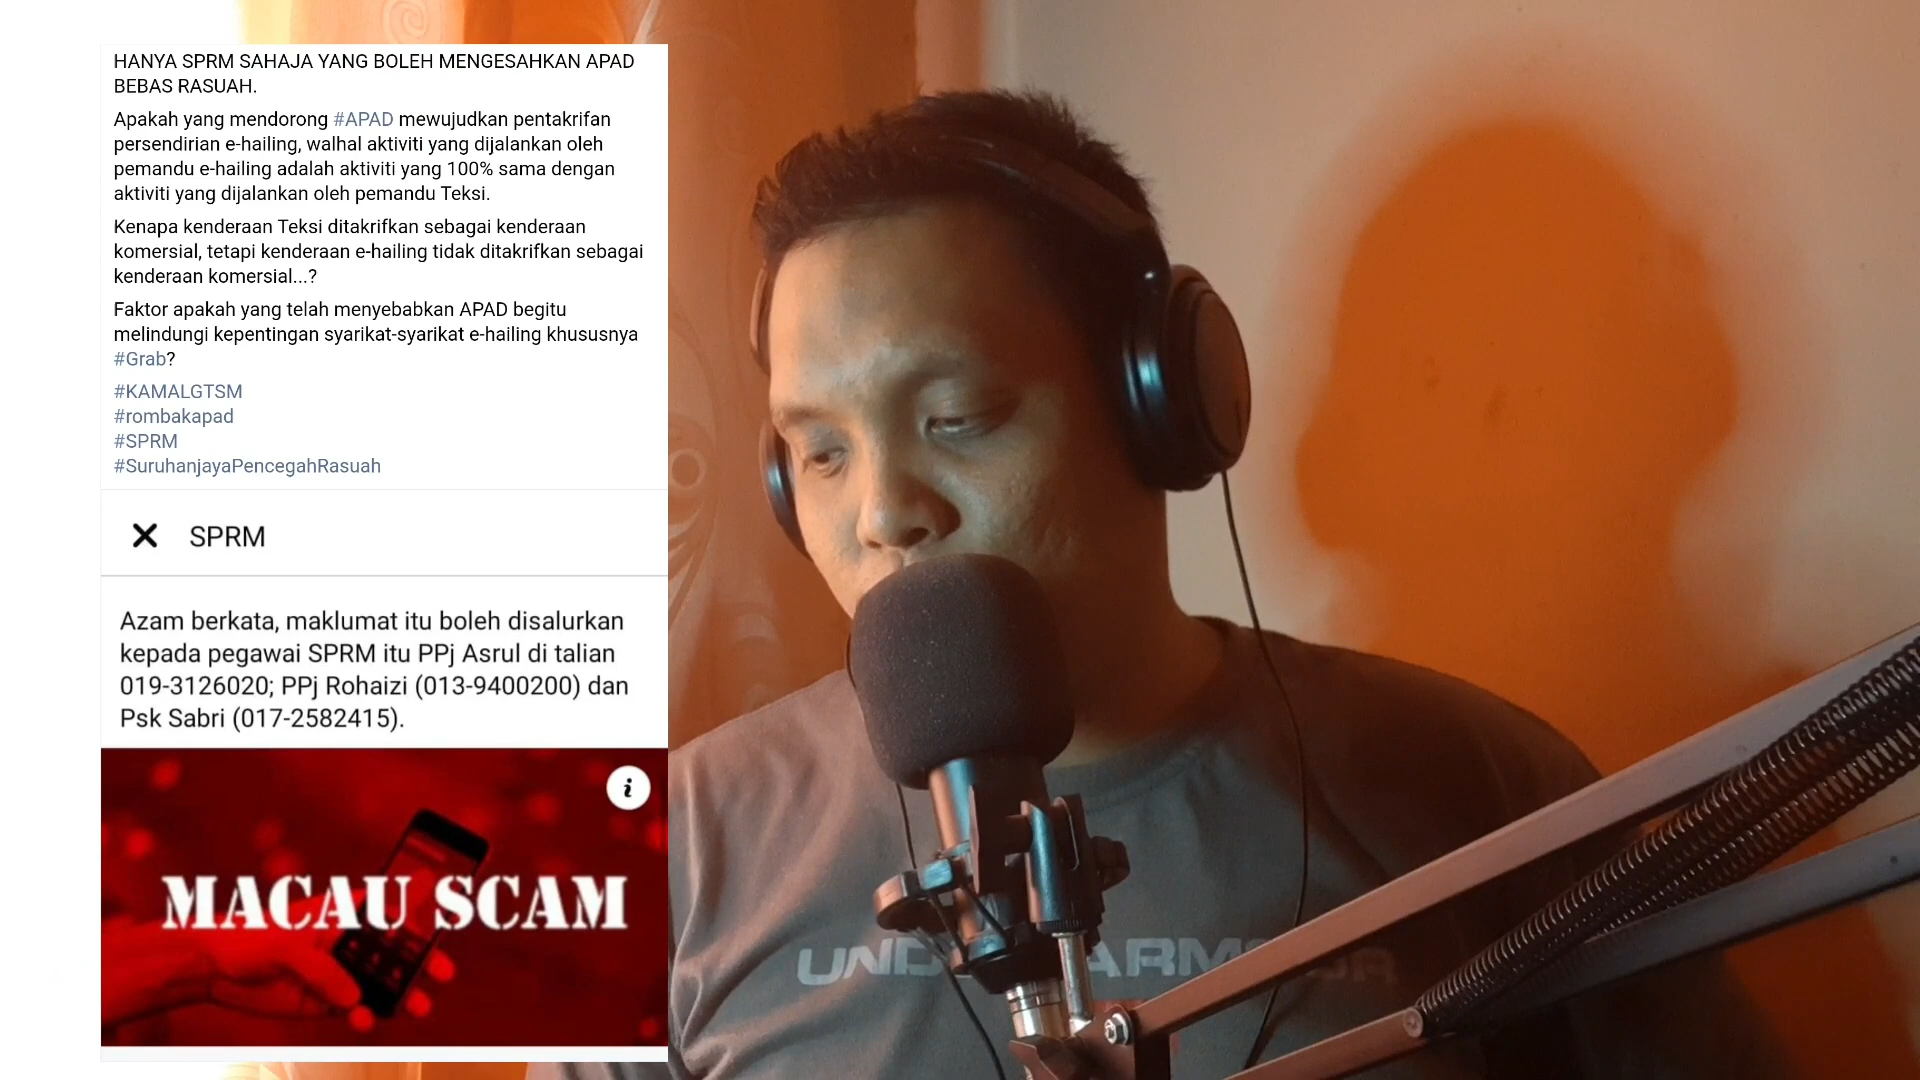 HANYA SPRM SAHAJA YANG BOLEH MENGESAHKAN APAD
BEBAS RASUAH.
Apakah yang mendorong #APAD mewujudkan pentakrifan
persendirian e-hailing, walhal aktiviti yang dijalankan oleh
pemandu e-hailing adalah aktiviti yang 100% sama dengan
aktiviti yang dijalankan oleh pemandu Teksi.
Kenapa kenderaan Teksi ditakrifkan sebagai kenderaan
komersial, tetapi kenderaan e-hailing tidak ditakrifkan sebagai
kenderaan komersial...?
Faktor apakah yang telah menyebabkan APAD begitu
melindungi kepentingan syarikat-syarikat e-hailing khususnya
#Grab?
#KAMALGTSM
#rombakapad
#SPRM
#SuruhanjayaPencegahRasuah
SPRM
Azam berkata, maklumat itu boleh disalurkan
kepada pegawai SPRM itu PPj Asrul di talian
019-3126020; PPj Rohaizi (013-9400200) dan
Psk Sabri (017-2582415).
i
MACAU SCAM